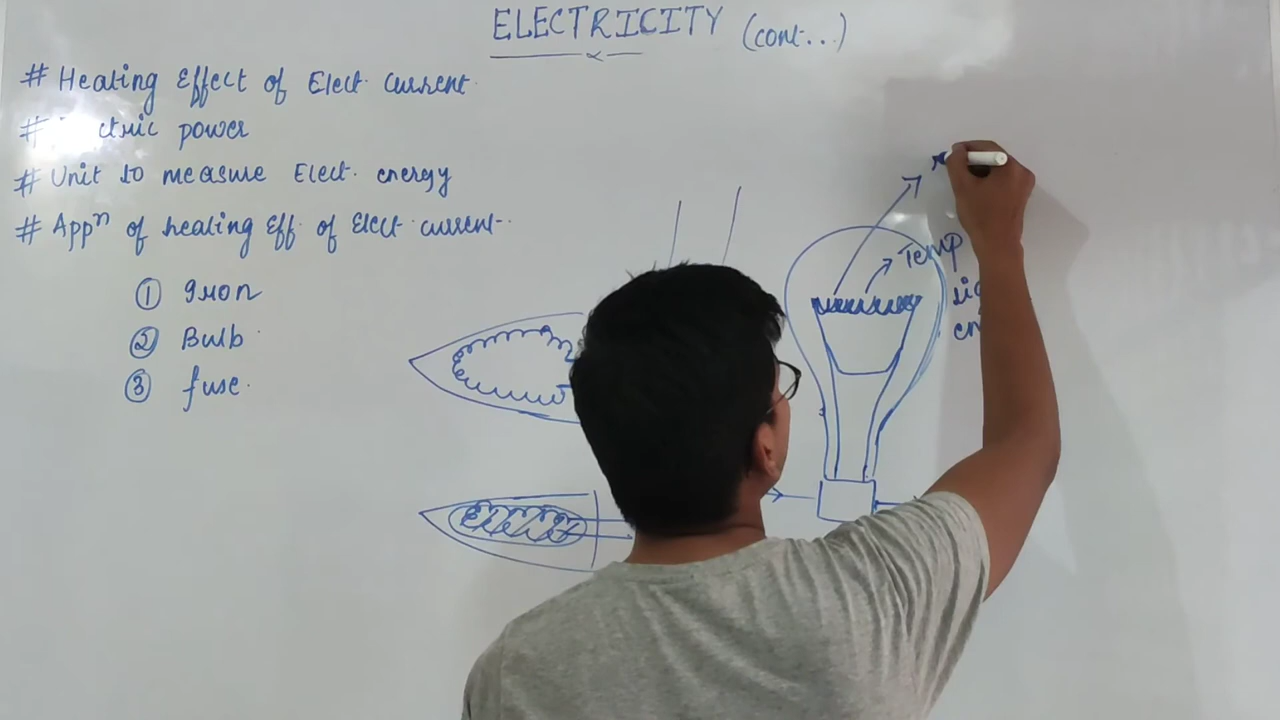 ELECTRICITY (cont...)
# Heating Effect of Elect. Current.
# power
# Unit to measure Elect. energy
# Appⁿ of heating Eff. of Elect. current..
① Iron
② Bulb.
③ fuse.
Temp